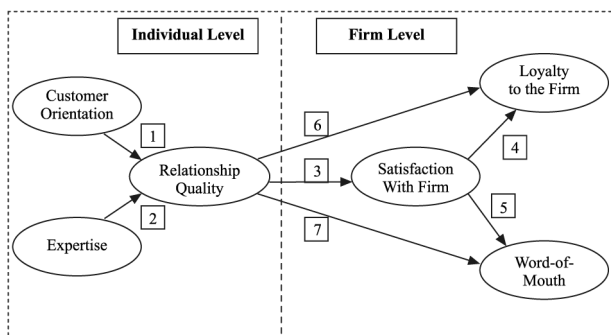 Individual Level
Firm Level
Customer
Orientation
Loyalty
to the Firm
1
6
4
Relationship
Quality
3
Satisfaction
With Firm
2
7
5
Expertise
Word-of-
Mouth